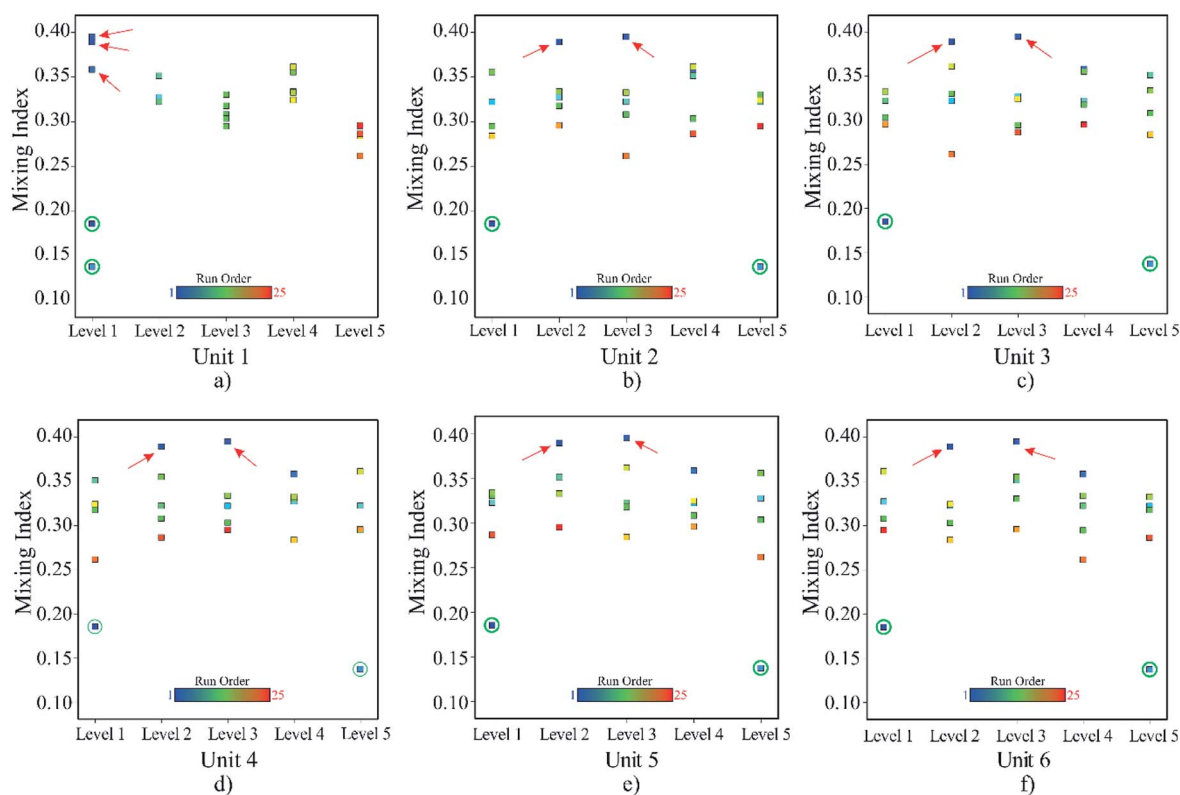 0.40
0.35
0.30
0.25
0.20
0.15
0.10
Mixing Index
Run Order
1 25
Level 1 Level 2 Level 3 Level 4 Level 5
Unit 1
a)
0.40
0.35
0.30
0.25
0.20
0.15
0.10
Mixing Index
Run Order
1 25
Level 1 Level 2 Level 3 Level 4 Level 5
Unit 2
b)
0.40
0.35
0.30
0.25
0.20
0.15
0.10
Mixing Index
Run Order
1 25
Level 1 Level 2 Level 3 Level 4 Level 5
Unit 3
c)
0.40
0.35
0.30
0.25
0.20
0.15
0.10
Mixing Index
Run Order
1 25
Level 1 Level 2 Level 3 Level 4 Level 5
Unit 4
d)
0.40
0.35
0.30
0.25
0.20
0.15
0.10
Mixing Index
Run Order
1 25
Level 1 Level 2 Level 3 Level 4 Level 5
Unit 5
e)
0.40
0.35
0.30
0.25
0.20
0.15
0.10
Mixing Index
Run Order
1 25
Level 1 Level 2 Level 3 Level 4 Level 5
Unit 6
f)